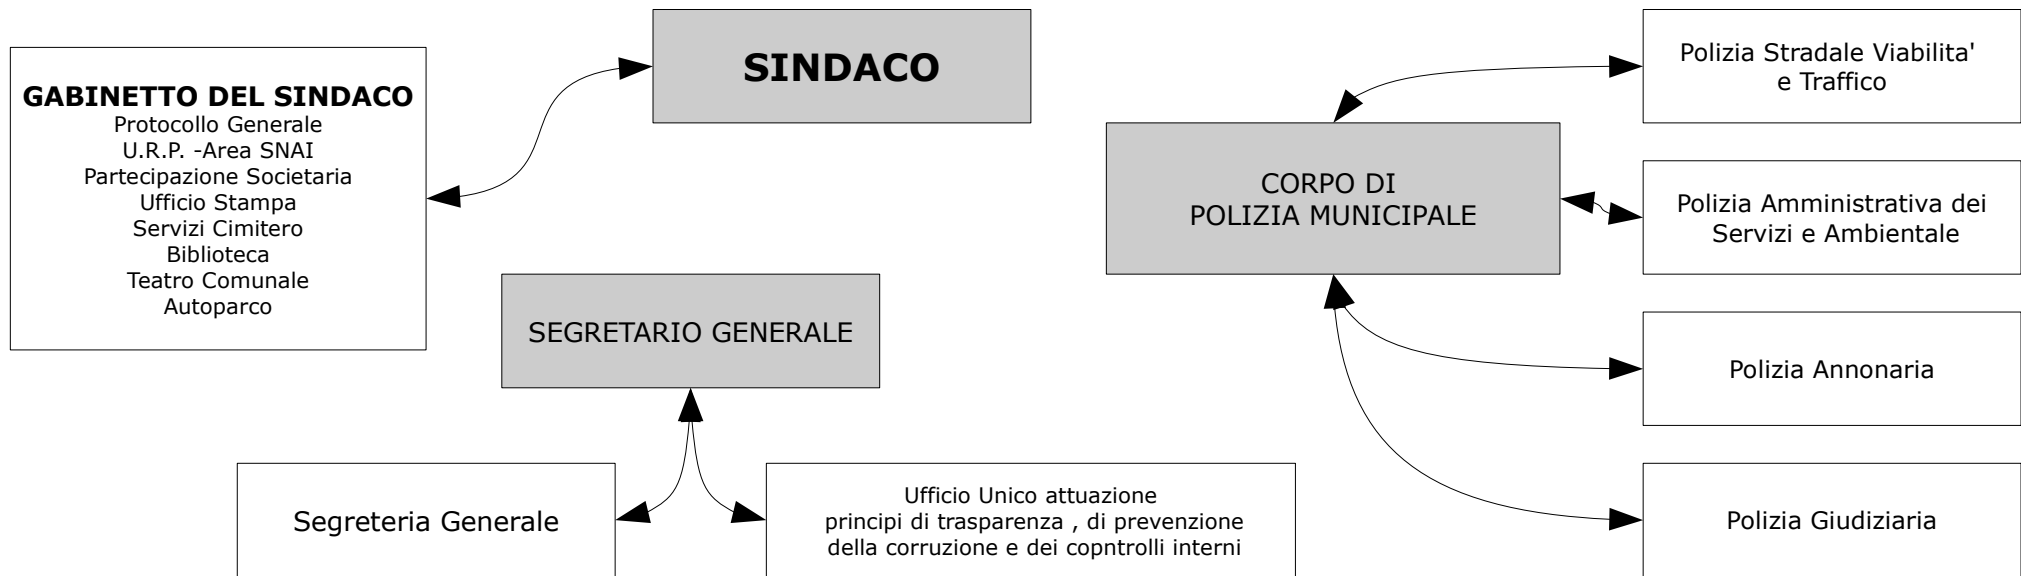 SINDACO
GABINETTO DEL SINDACO
Protocollo Generale
U.R.P. -Area SNAI
Partecipazione Societaria
Ufficio Stampa
Servizi Cimitero
Biblioteca
Teatro Comunale
Autoparco
SEGRETARIO GENERALE
Segreteria Generale
Ufficio Unico attuazione
principi di trasparenza , di prevenzione
della corruzione e dei copntrolli interni
CORPO DI
POLIZIA MUNICIPALE
Polizia Stradale Viabilita'
e Traffico
Polizia Amministrativa dei
Servizi e Ambientale
Polizia Annonaria
Polizia Giudiziaria